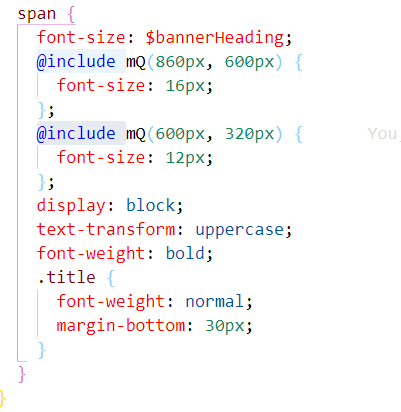 span {
font-size: $bannerHeading;
@include mQ(860px, 600px) {
font-size: 16px;
};
@include mQ(600px, 320px) { You
font-size: 12px;
};
display: block;
text-transform: uppercase;
font-weight: bold;
.title {
font-weight: normal;
margin-bottom: 30px;
}
}
}